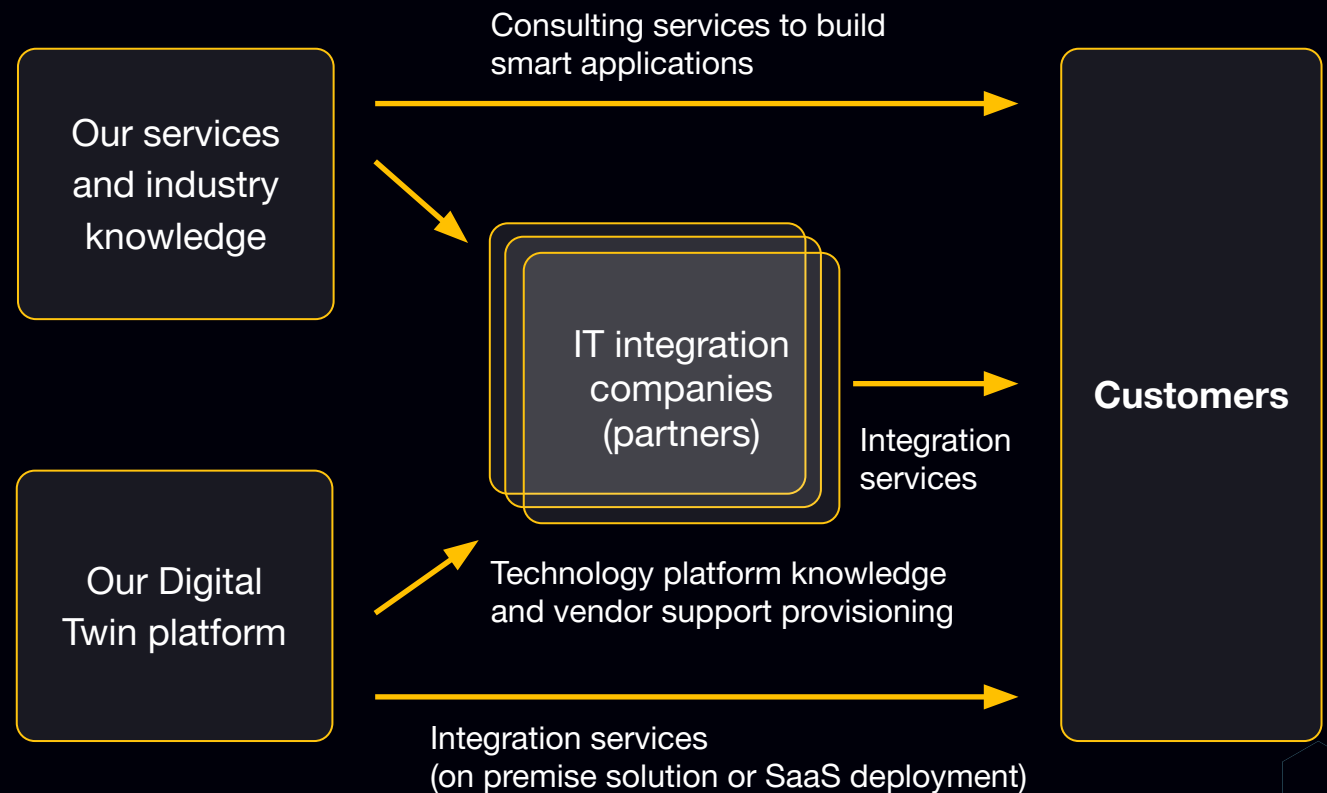 Consulting services to build
smart applications
Our services
and industry
knowledge
IT integration
companies
(partners)
Customers
Integration
services
Our Digital
Twin platform
Technology platform knowledge
and vendor support provisioning
Integration services
(on premise solution or SaaS deployment)